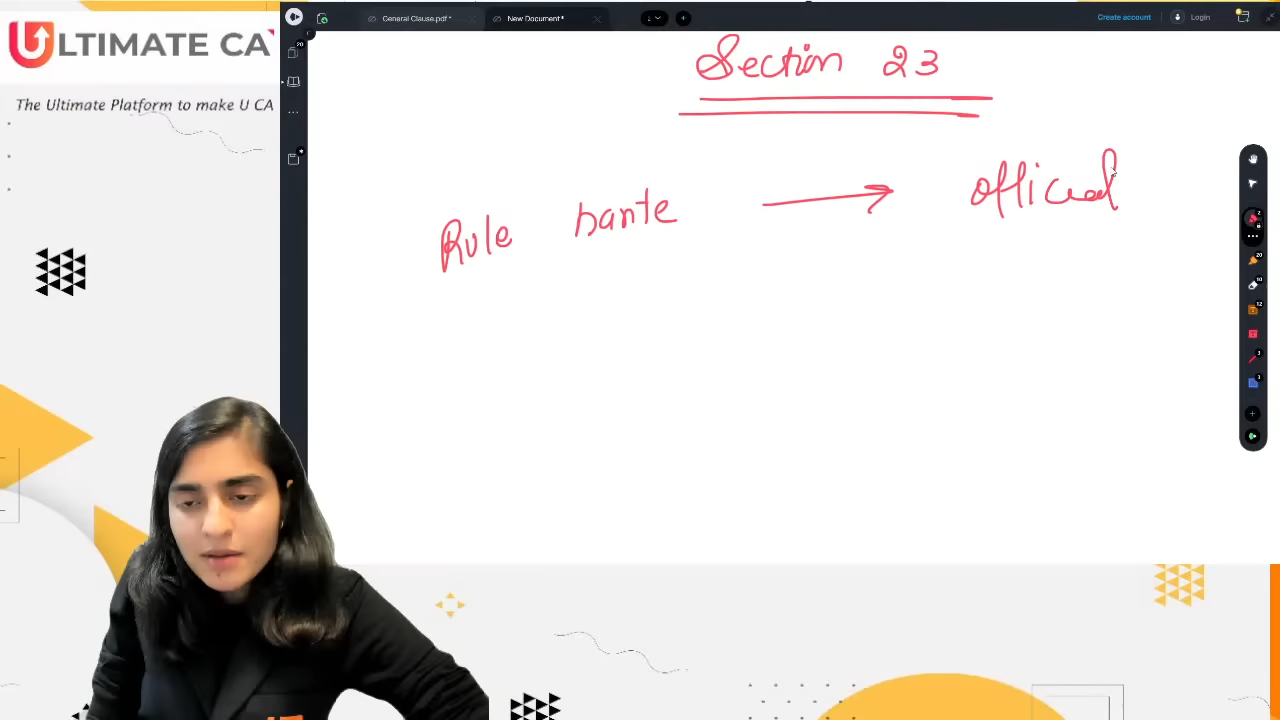 ULTIMATE CA
The Ultimate Platform to make U CA
General Clause.pdf*
New Document*
Create account
Login
Section 23
Rule bante → official